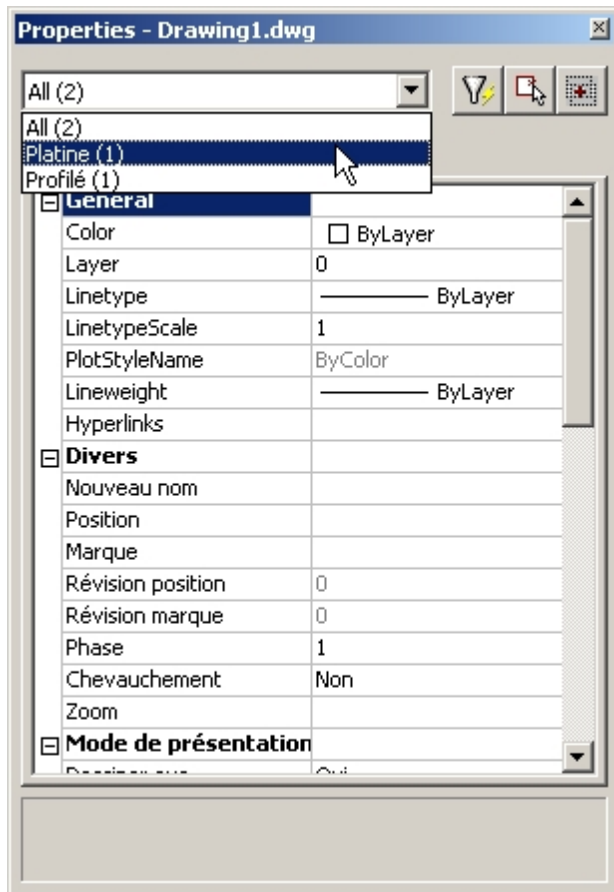 Properties - Drawing1.dwg
All (2)
All (2)
Platine (1)
Profilé (1)
General
Color ByLayer
Layer 0
Linetype ByLayer
LinetypeScale 1
PlotStyleName ByColor
Lineweight ByLayer
Hyperlinks
Divers
Nouveau nom
Position
Marque
Révision position 0
Révision marque 0
Phase 1
Chevauchement Non
Zoom
Mode de présentation